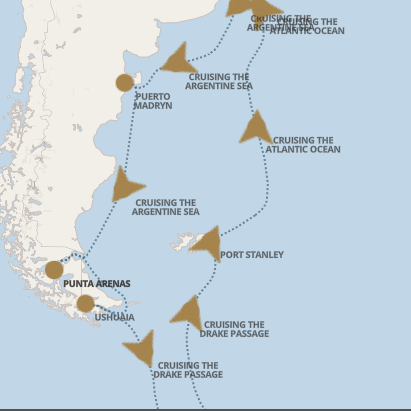 CRUISING THE
ARGENTINE SEA
CRUISING THE
ATLANTIC OCEAN
CRUISING THE
ARGENTINE SEA
PUERTO
MADRYN
CRUISING THE
ATLANTIC OCEAN
CRUISING THE
ARGENTINE SEA
PORT STANLEY
PUNTA ARENAS
USHUAIA
CRUISING THE
DRAKE PASSAGE
CRUISING THE
DRAKE PASSAGE